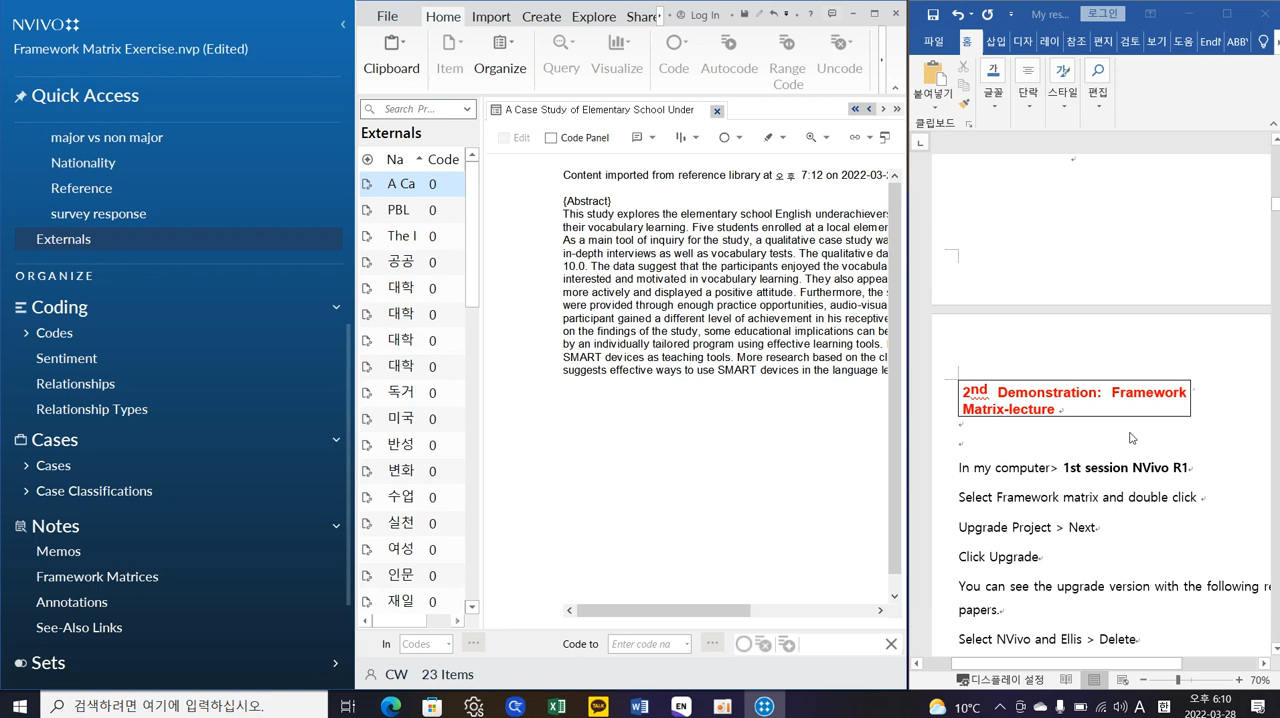 NVIVO
Framework Matrix Exercise.nvp (Edited)
Quick Access
major vs non major
Nationality
Reference
survey response
Externals
ORGANIZE
Coding
Codes
Sentiment
Relationships
Relationship Types
Cases
Cases
Case Classifications
Notes
Memos
Framework Matrices
Annotations
See-Also Links
Sets
File
Home
Import
Create
Explore
Share
Log In
Clipboard
Item
Organize
Query
Visualize
Code
Autocode
Range
Code
Uncode
Search Pr...
A Case Study of Elementary School Under
Externals
Edit
Code Panel
Na
Code
A Ca 0
PBL 0
The I 0
공공 0
대학 0
대학 0
대학 0
대학 0
독거 0
미국 0
반성 0
변화 0
수업 0
실천 0
여성 0
인문 0
재일 0
Content imported from reference library at 오후 7:12 on 2022-03-2
{Abstract}
This study explores the elementary school English underachiever
their vocabulary learning. Five students enrolled at a local elemer
As a main tool of inquiry for the study, a qualitative case study wa
in-depth interviews as well as vocabulary tests. The qualitative da
10.0. The data suggest that the participants enjoyed the vocabula
interested and motivated in vocabulary learning. They also appea
more actively and displayed a positive attitude. Furthermore, the s
were provided through enough practice opportunities, audio-visua
participant gained a different level of achievement in his receptive
on the findings of the study, some educational implications can be
by an individually tailored program using effective learning tools.
SMART devices as teaching tools. More research based on the cl
suggests effective ways to use SMART devices in the language le
In
Codes
Code to
Enter code na
CW
23 Items
My res...
로그인
파일
홈
삽입
디자
레이
참조
편지
검토
보기
도움
Endl
ABB'
붙여넣기
글꼴
단락
스타일
편집
클립보드
2nd Demonstration: Framework
Matrix-lecture
In my computer> 1st session NVivo R1
Select Framework matrix and double click
Upgrade Project > Next
Click Upgrade
You can see the upgrade version with the following re
papers.
Select NVivo and Ellis > Delete
디스플레이 설정
70%
검색하려면 여기에 입력하십시오.
EN
10°C
A
한
오후 6:10
2022-03-28